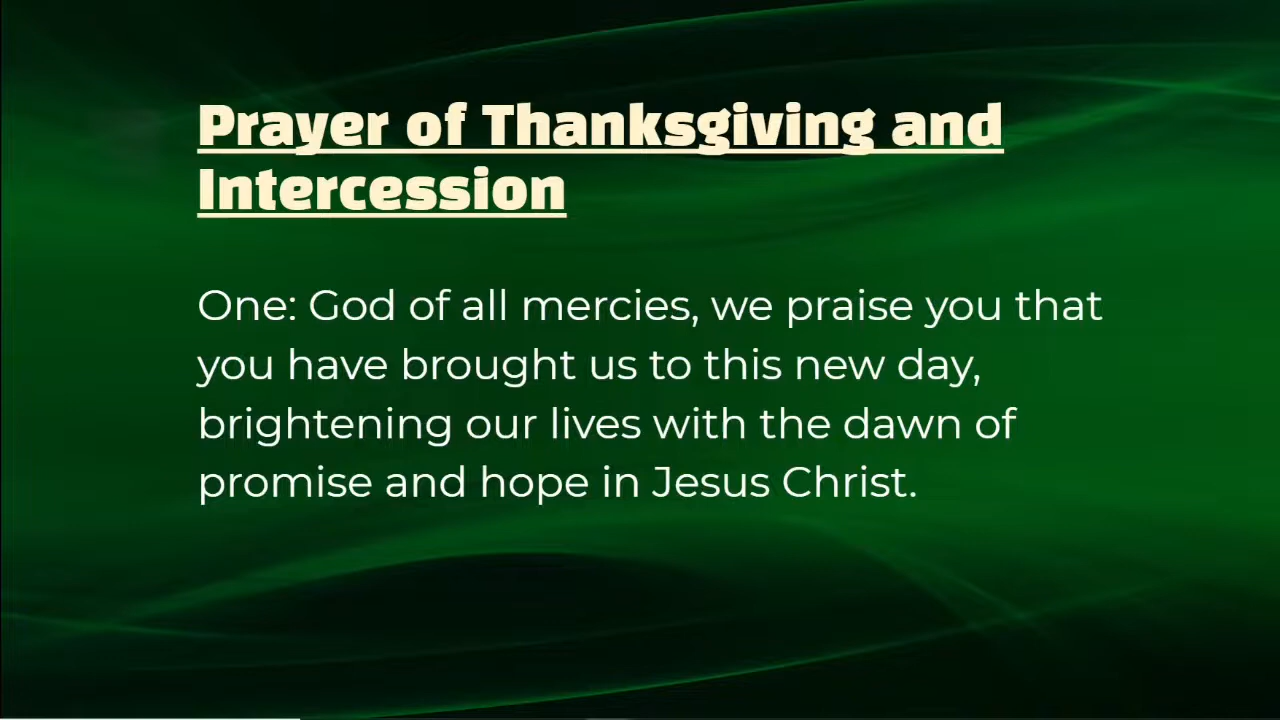 Prayer of Thanksgiving and
Intercession
One: God of all mercies, we praise you that
you have brought us to this new day,
brightening our lives with the dawn of
promise and hope in Jesus Christ.